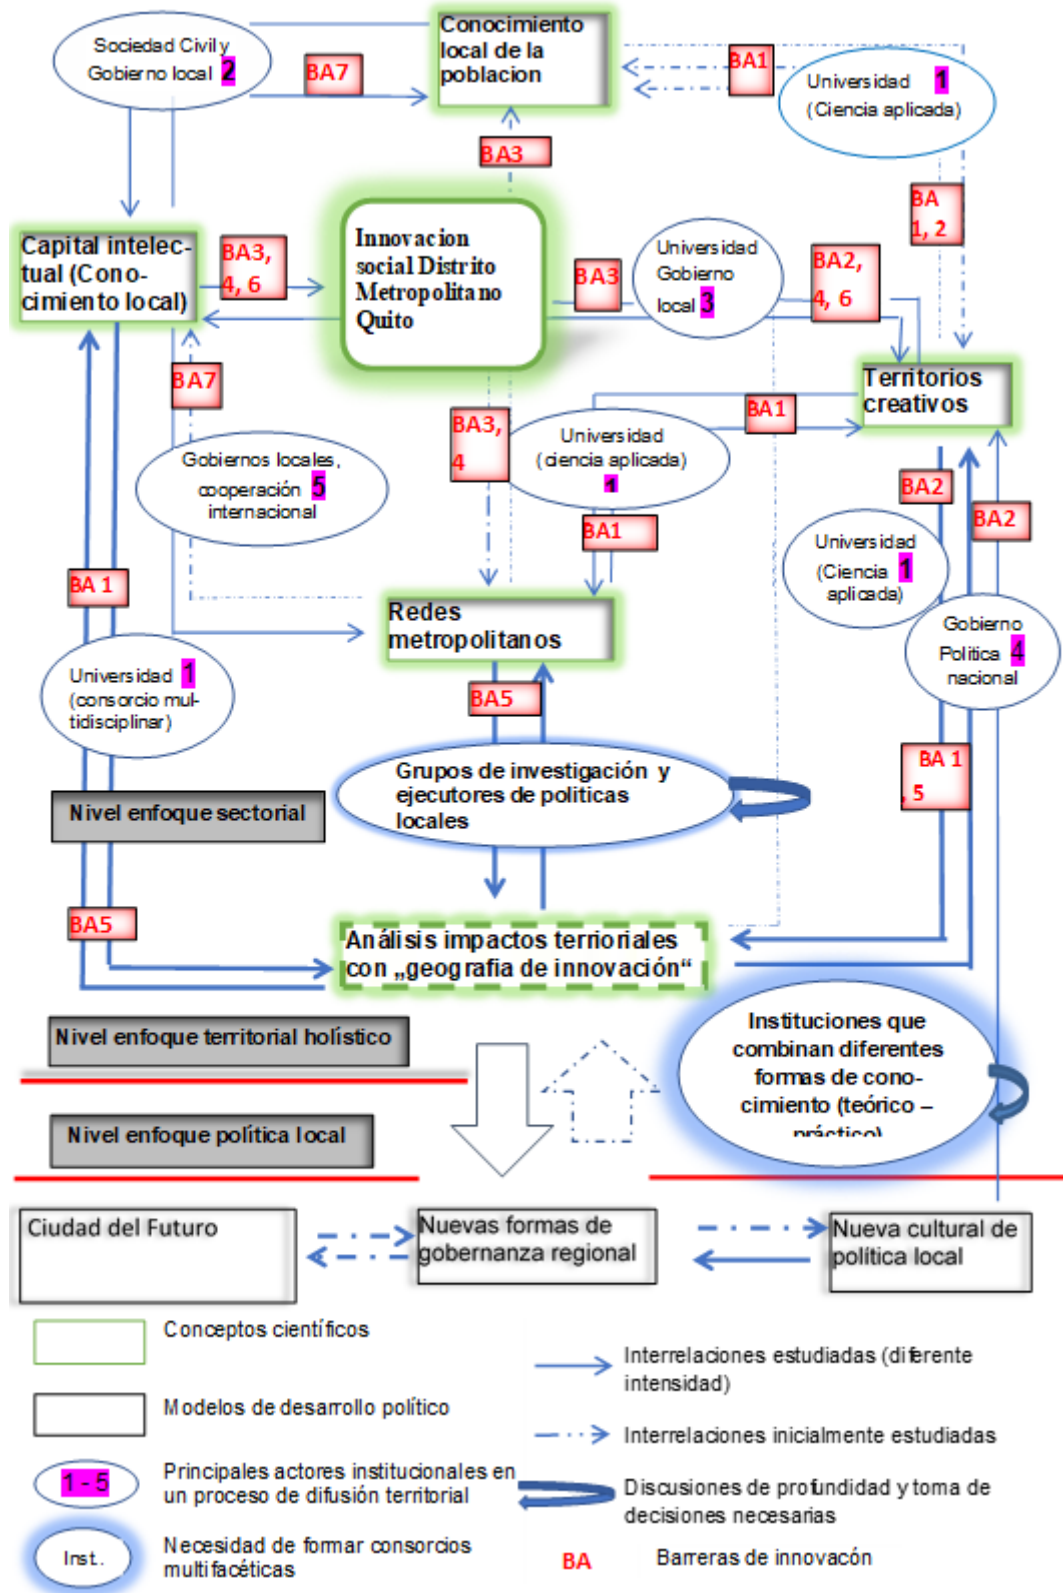 Conocimiento
local de la
poblacion
Sociedad Civil y
Gobierno local 2
BA7
BA1
Universidad 1
(Ciencia aplicada)
BA3
BA
1, 2
Capital intelec-
tual (Cono-
cimiento local)
BA3,
4, 6
Innovacion
social Distrito
Metropolitano
Quito
BA3
Universidad
Gobierno
local 3
BA2,
4, 6
BA7
Territorios
creativos
BA3,
4
Universidad
(ciencia aplicada)
1
BA1
BA1
Gobiernos locales,
cooperación 5
internacional
BA2
BA2
Universidad
(Ciencia 1
aplicada)
BA 1
Redes
metropolitanos
Gobierno
Politica 4
nacional
Universidad 1
(consorcio mul-
tidisciplinar)
BA5
BA 1
, 5
Grupos de investigación y
ejecutores de politicas
locales
Nivel enfoque sectorial
BA5
Análisis impactos terrioriales
con „geografia de innovación“
Nivel enfoque territorial holístico
Instituciones que
combinan diferentes
formas de cono-
cimiento (teórico –
práctico)
Nivel enfoque política local
Ciudad del Futuro
Nuevas formas de
gobernanza regional
Nueva cultural de
política local
Conceptos científicos
Modelos de desarrollo político
1 - 5
Principales actores institucionales en
un proceso de difusión territorial
Inst..
Necesidad de formar consorcios
multifacéticas
Interrelaciones estudiadas (diferente
intensidad)
Interrelaciones inicialmente estudiadas
Discusiones de profundidad y toma de
decisiones necesarias
BA
Barreras de innovacón